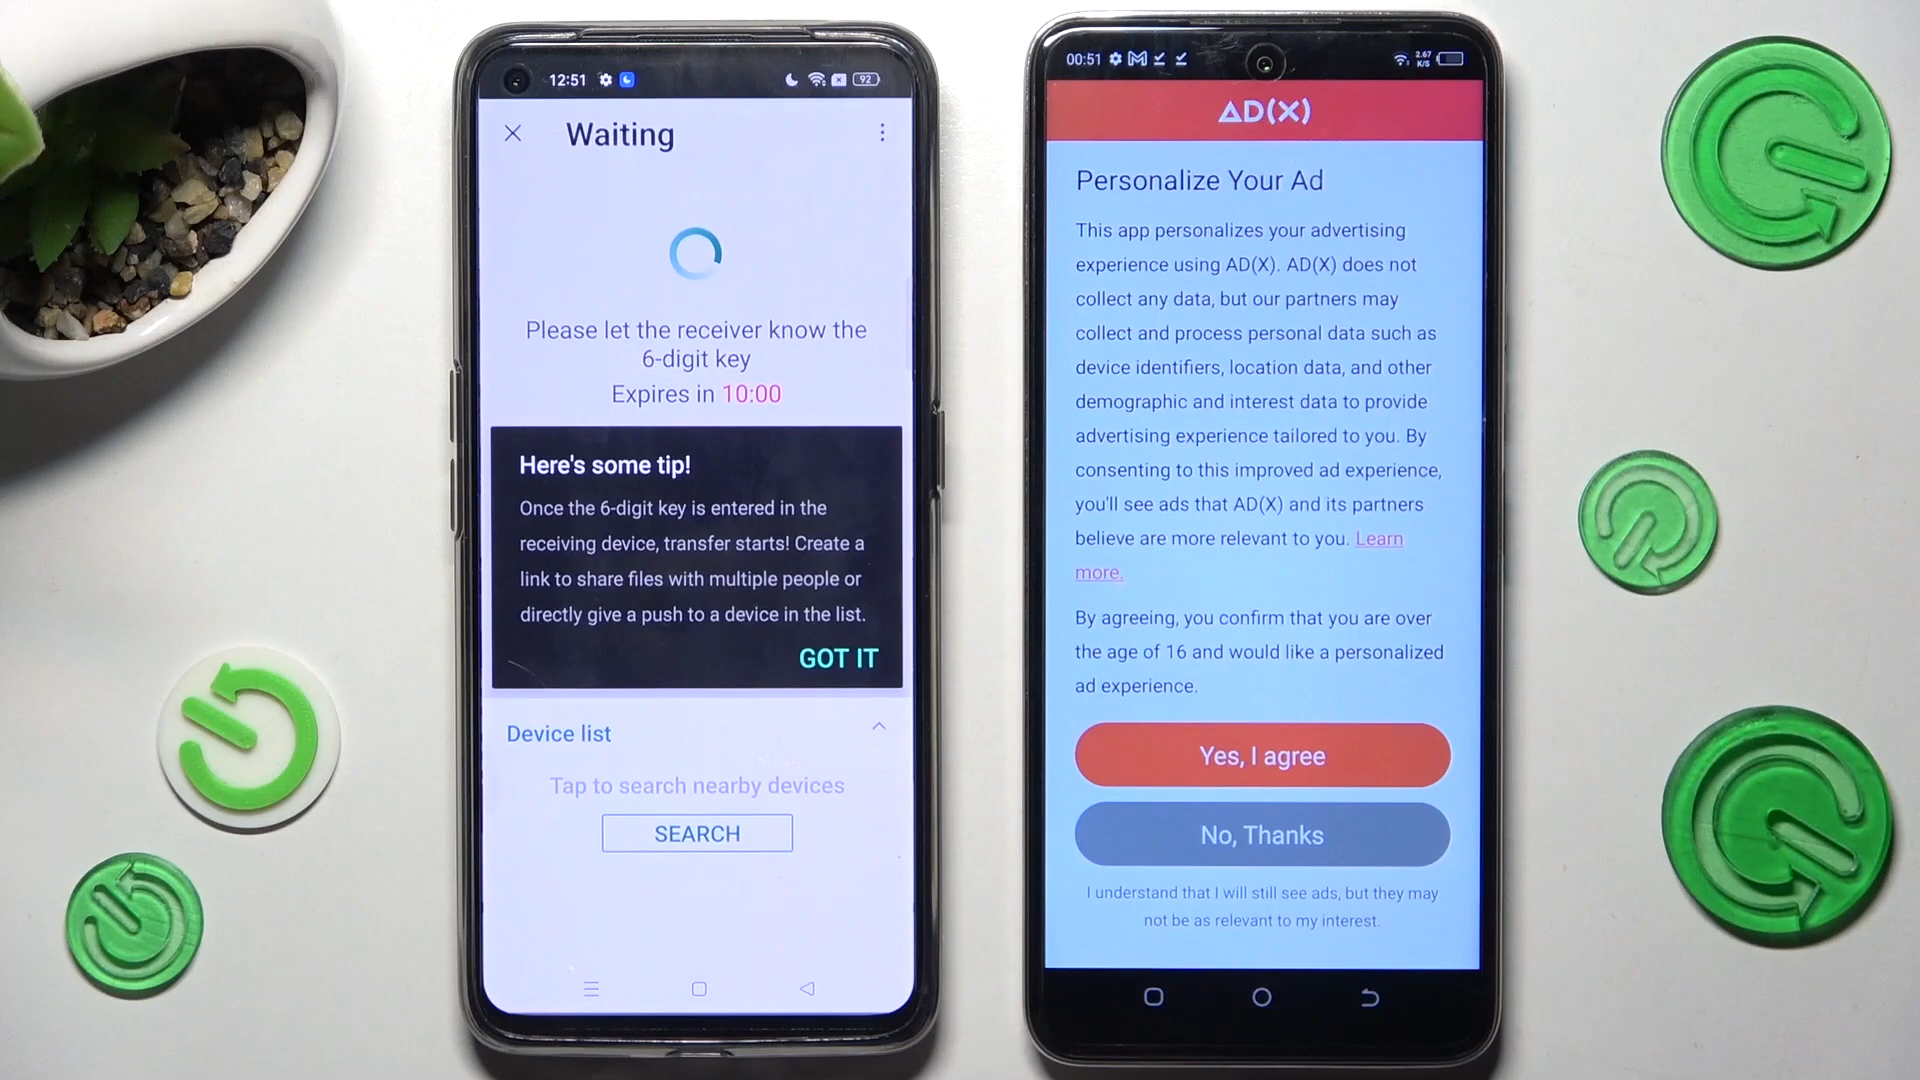 12:51
92
Waiting
Please let the receiver know the
6-digit key
Expires in 10:00
Here's some tip!
Once the 6-digit key is entered in the
receiving device, transfer starts! Create a
link to share files with multiple people or
directly give a push to a device in the list.
GOT IT
Device list
Tap to search nearby devices
SEARCH
00:51
2.67
K/S
AD(X)
Personalize Your Ad
This app personalizes your advertising
experience using AD(X). AD(X) does not
collect any data, but our partners may
collect and process personal data such as
device identifiers, location data, and other
demographic and interest data to provide
advertising experience tailored to you. By
consenting to this improved ad experience,
you'll see ads that AD(X) and its partners
believe are more relevant to you. Learn
more.
By agreeing, you confirm that you are over
the age of 16 and would like a personalized
ad experience.
Yes, I agree
No, Thanks
I understand that I will still see ads, but they may
not be as relevant to my interest.